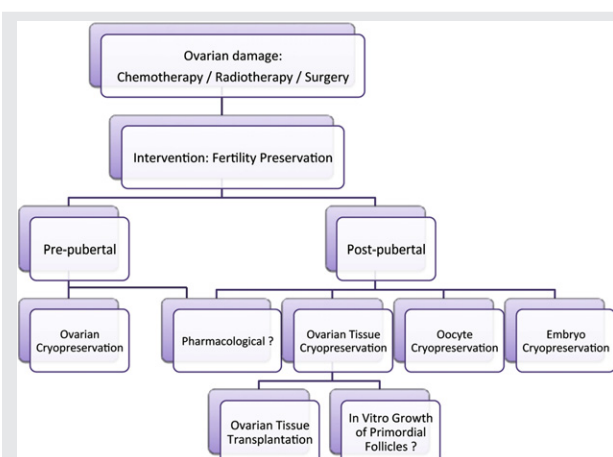 Ovarian damage:
Chemotherapy / Radiotherapy / Surgery
Intervention: Fertility Preservation
Pre-pubertal
Post-pubertal
Ovarian
Cryopreservation
Pharmacological ?
Ovarian Tissue
Cryopreservation
Oocyte
Cryopreservation
Embryo
Cryopreservation
Ovarian Tissue
Transplantation
In Vitro Growth
of Primordial
Follicles ?